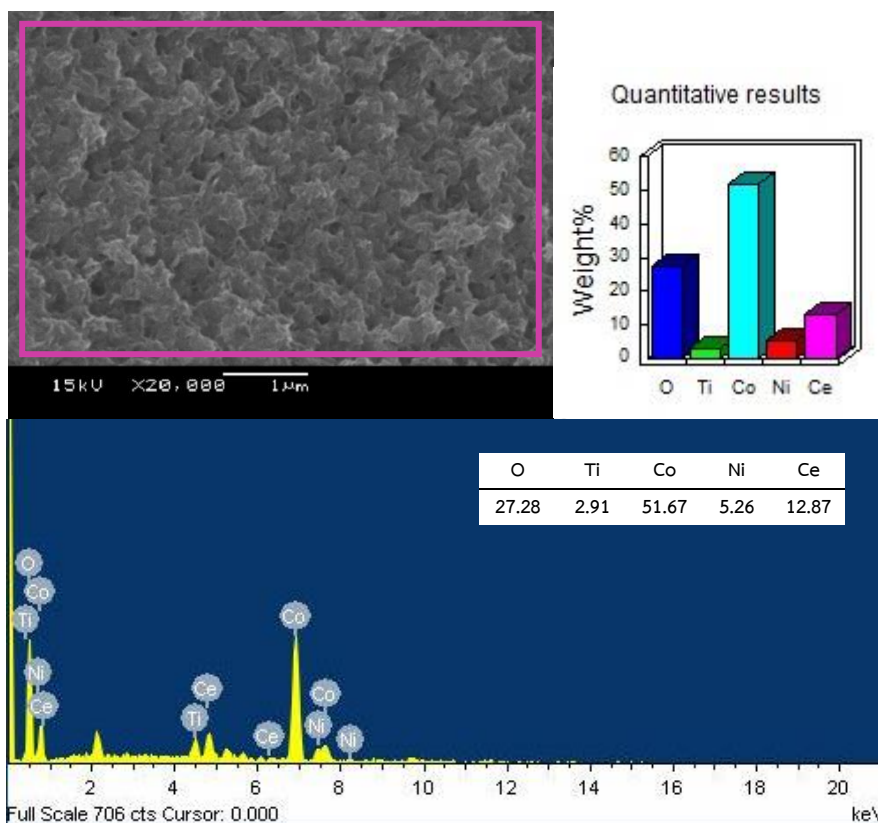 Quantitative results
Weight%
60
50
40
30
20
10
0
O Ti Co Ni Ce
15kV X20,000 1μm
O Ti Co Ni Ce
27.28 2.91 51.67 5.26 12.87
O
Co
Ti
Ni
Ce
Ti
Ce
Ce
Co
Ni
Co
Ni
2 4 6 8 10 12 14 16 18 20
Full Scale 706 cts Cursor: 0.000 keV